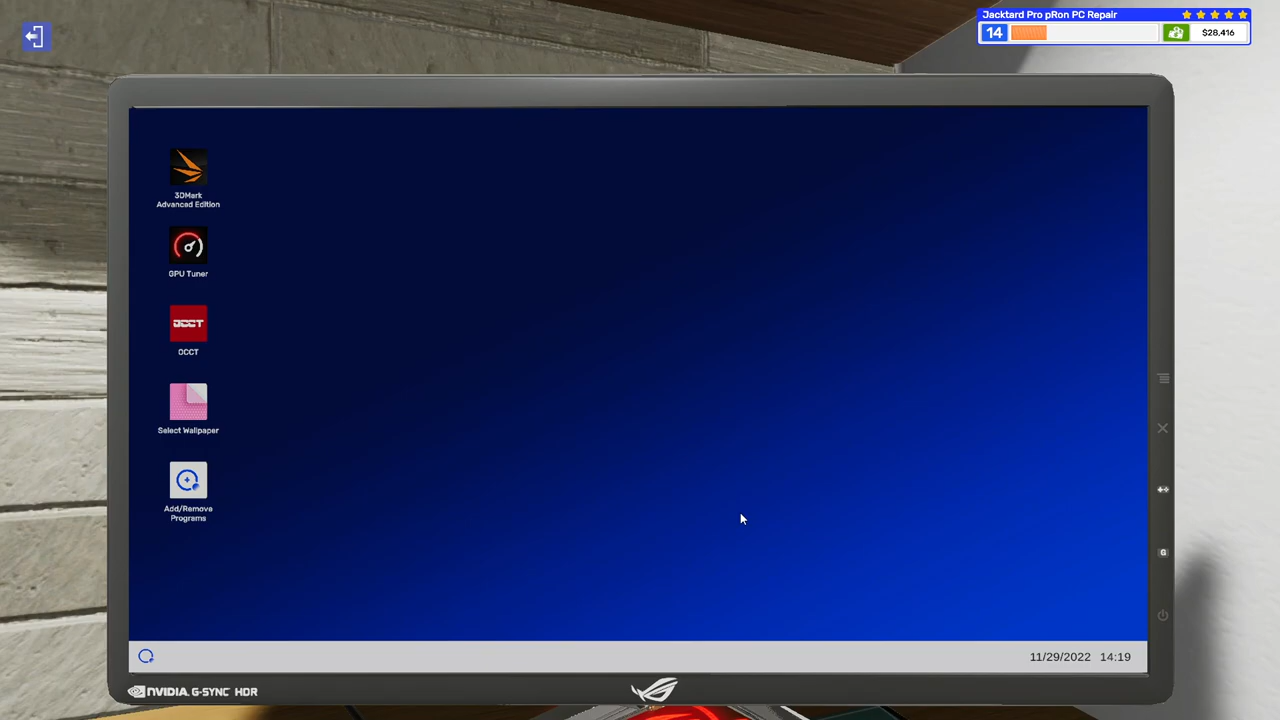 Jacktard Pro pRon PC Repair
14
$28,416
3DMark
Advanced Edition
GPU Tuner
OCCT
OCCT
Select Wallpaper
Add/Remove
Programs
G
11/29/2022 14:19
NVIDIA G-SYNC HDR